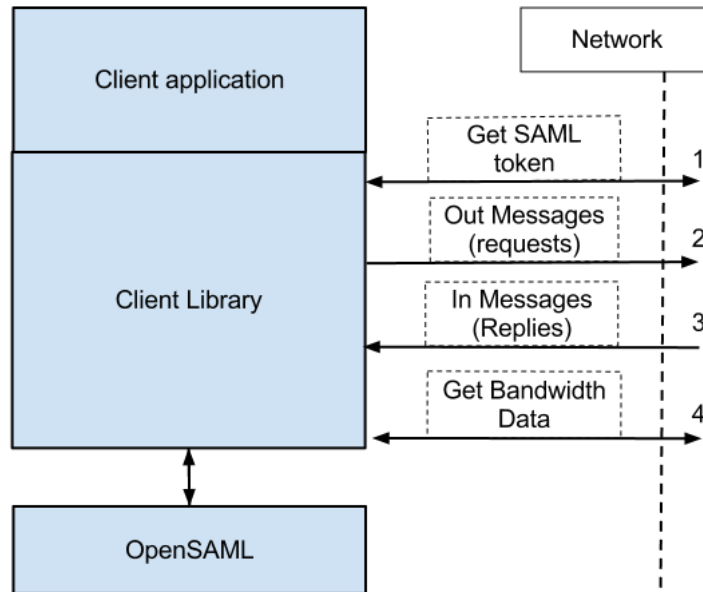 Client application
Network
Get SAML
token
1
Out Messages
(requests)
2
Client Library
In Messages
(Replies)
3
Get Bandwidth
Data
4
OpenSAML